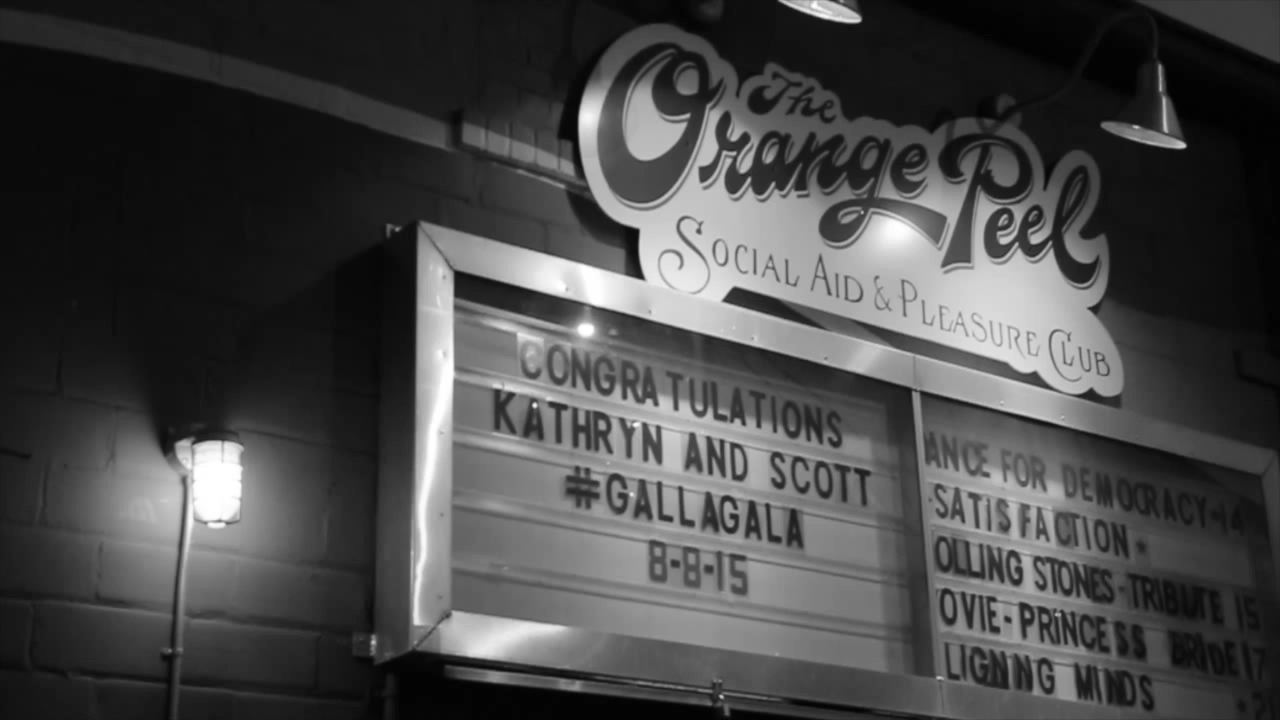 The
Orange Peel
SOCIAL AID & PLEASURE CLUB
CONGRATULATIONS
KATHRYN AND SCOTT
#GALLAGALA
8-8-15
ANCE FOR DEMOCRACY-14
SATISFACTION*
OLLING STONES-TRIBUTE 15
OVIE-PRINCESS BRIDE 17
LIGNING MINDS